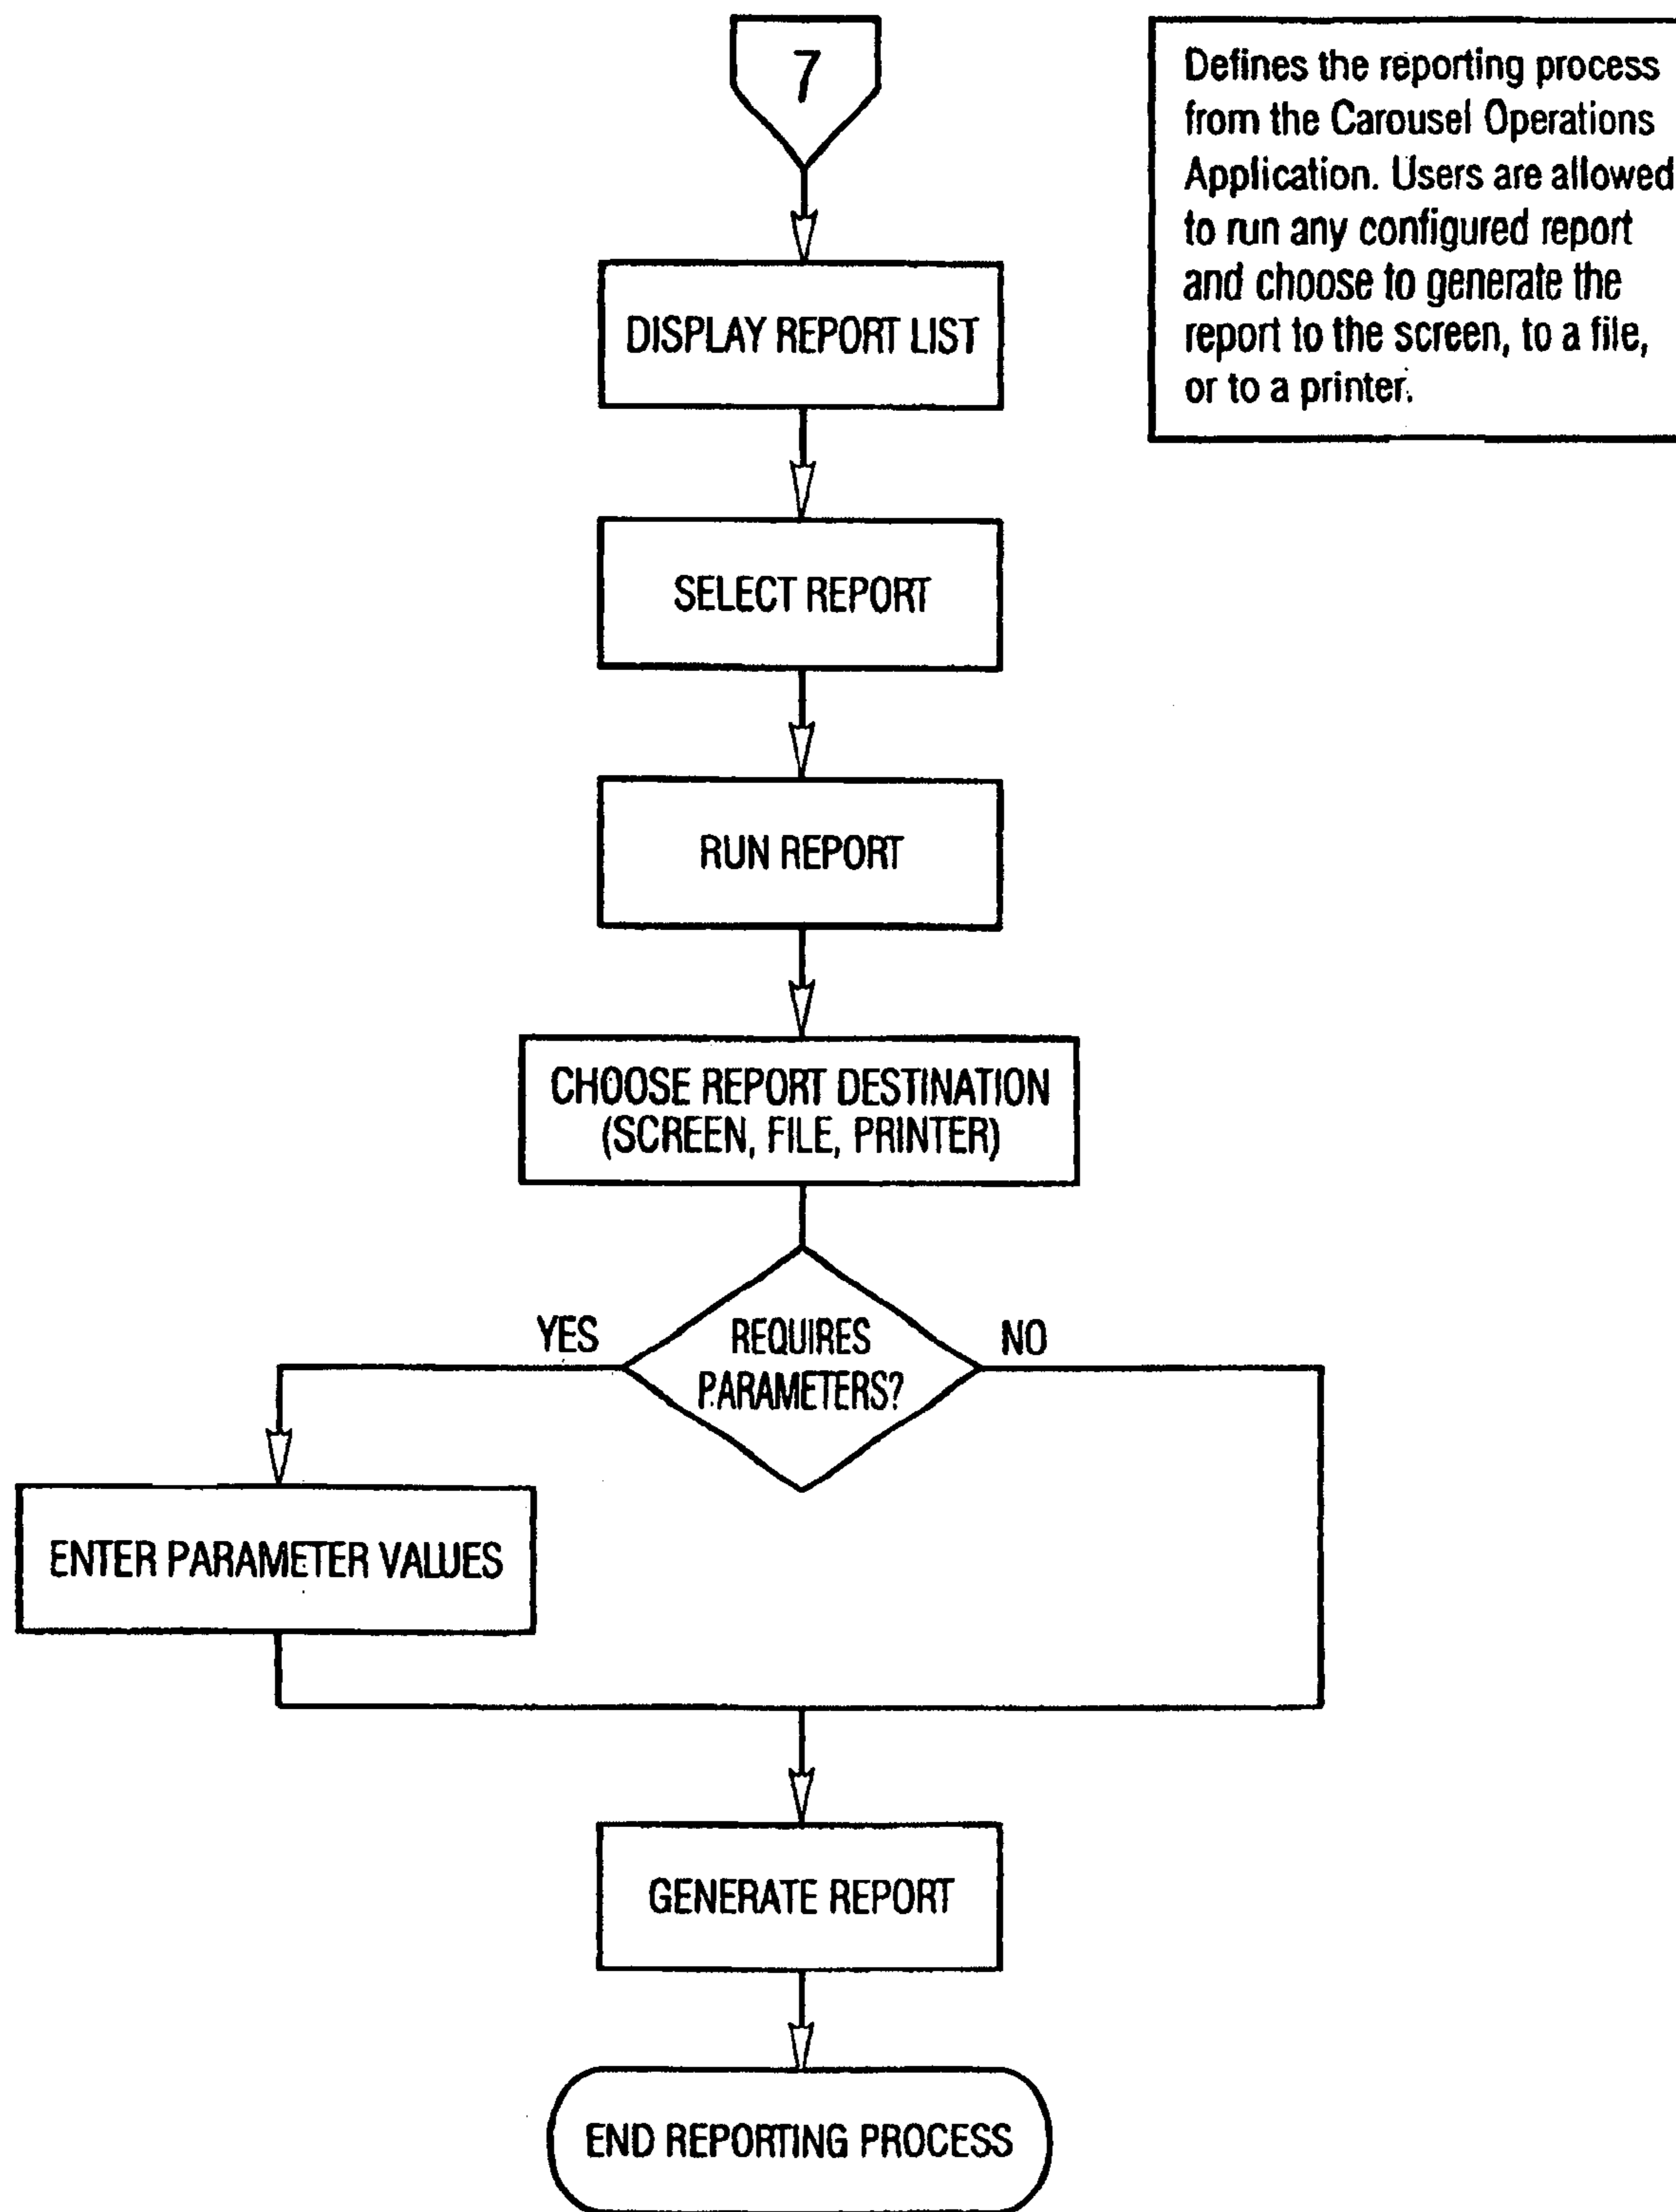 7
Defines the reporting process
from the Carousel Operations
Application. Users are allowed
to run any configured report
and choose to generate the
report to the screen, to a file,
or to a printer.
DISPLAY REPORT LIST
SELECT REPORT
RUN REPORT
CHOOSE REPORT DESTINATION
(SCREEN, FILE, PRINTER)
YES
REQUIRES
PARAMETERS?
NO
ENTER PARAMETER VALUES
GENERATE REPORT
END REPORTING PROCESS